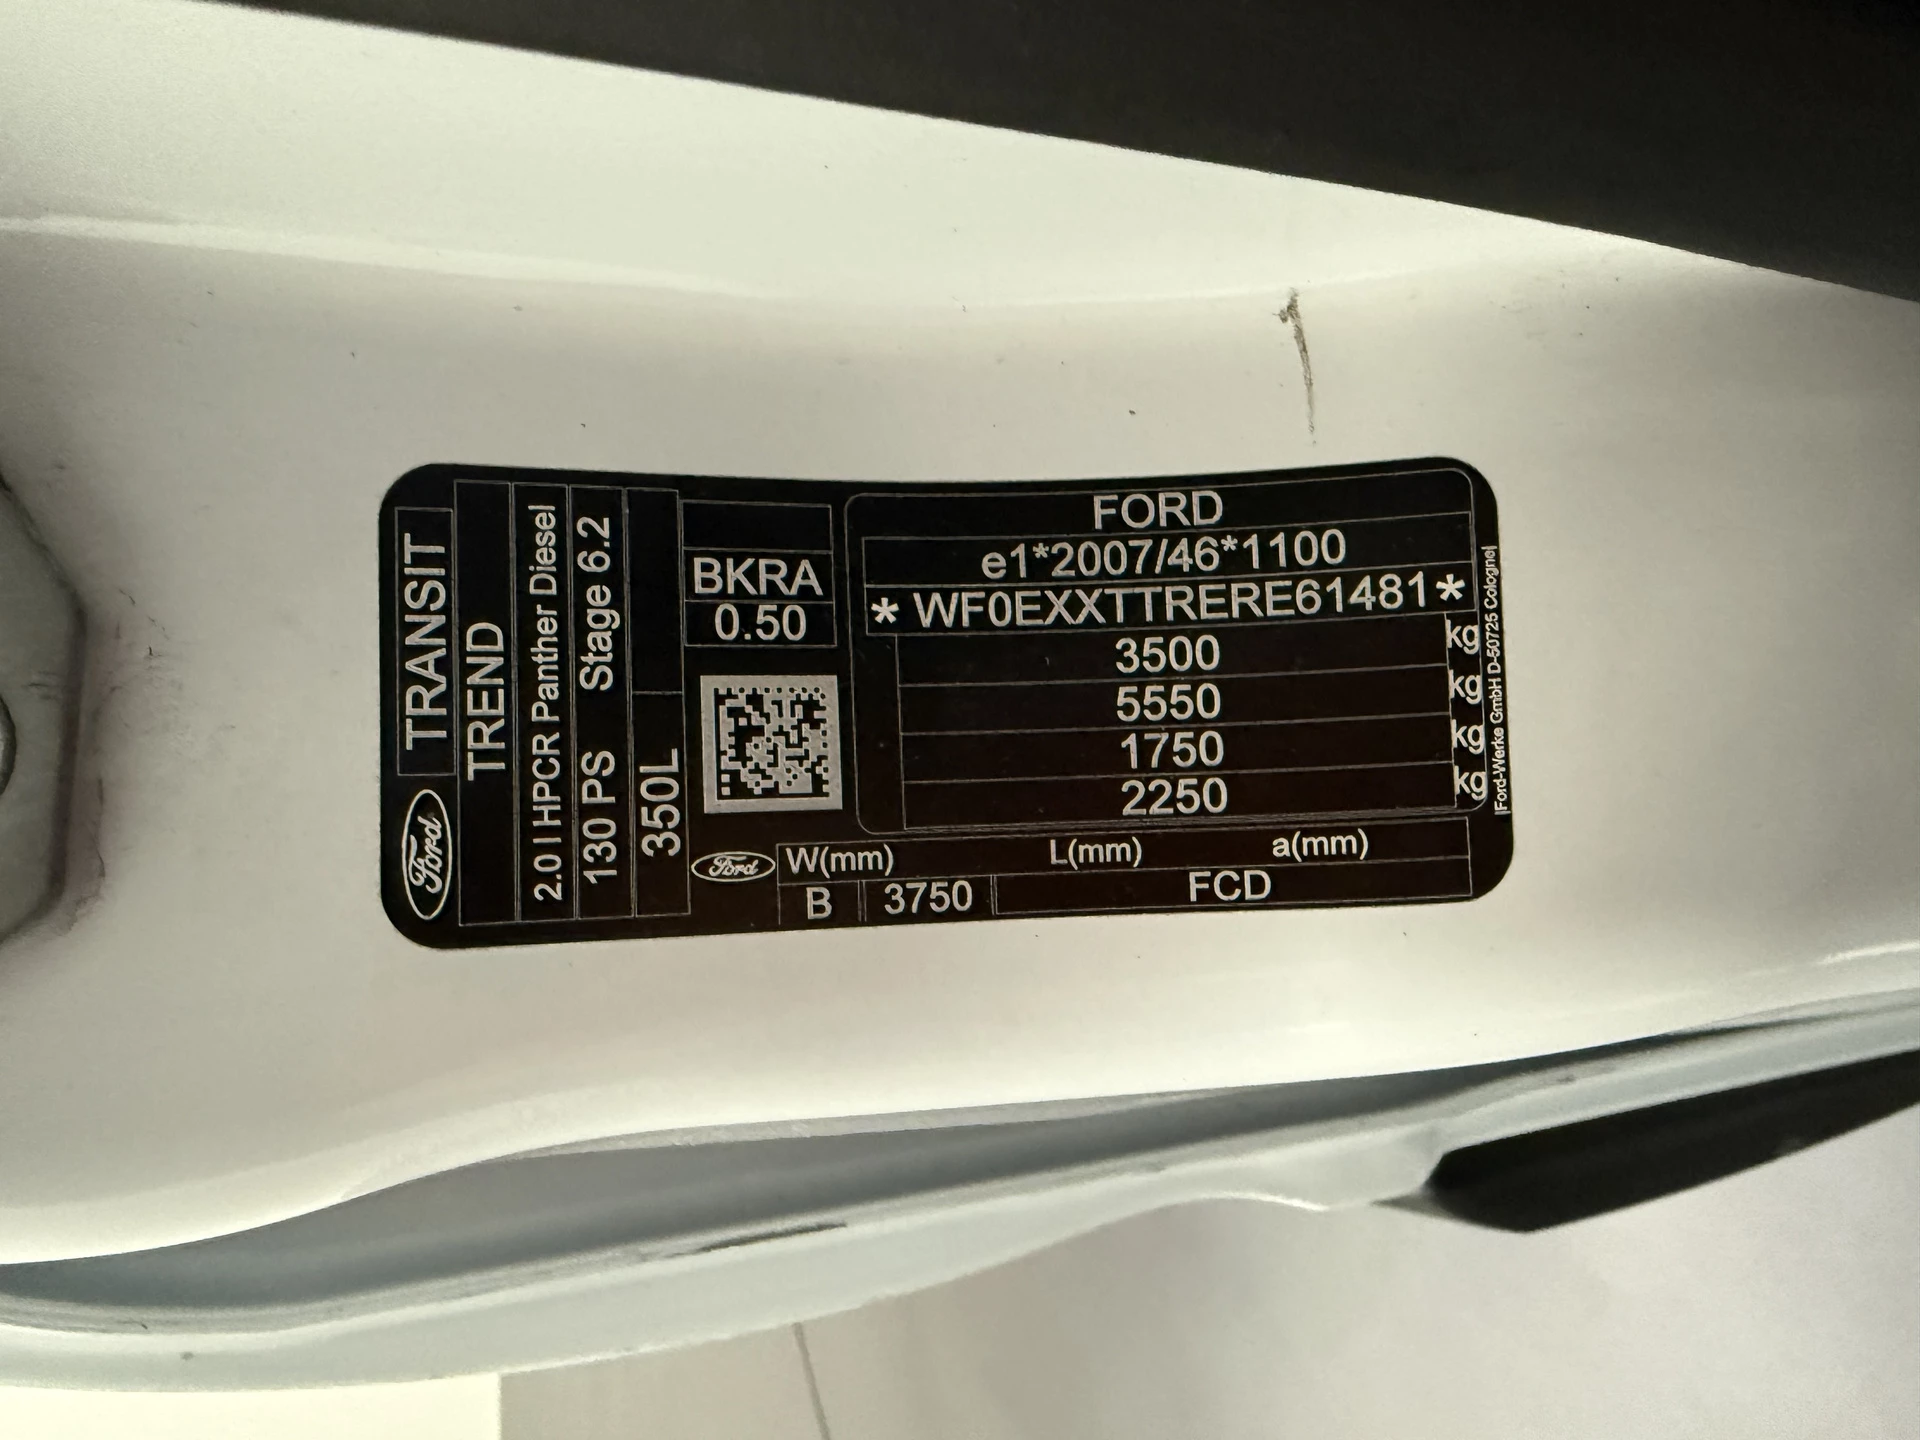 Ford
TRANSIT
TREND
2.0 l HPCR Panther Diesel
130 PS Stage 6.2
350L
BKRA
0.50
FORD
e1*2007/46*1100
* WF0EXXTTRERE61481 *
3500 kg
5550 kg
1750 kg
2250 kg
Ford-Werke GmbH D-50725 Cologne
Ford
W(mm) L(mm) a(mm)
B 3750 FCD